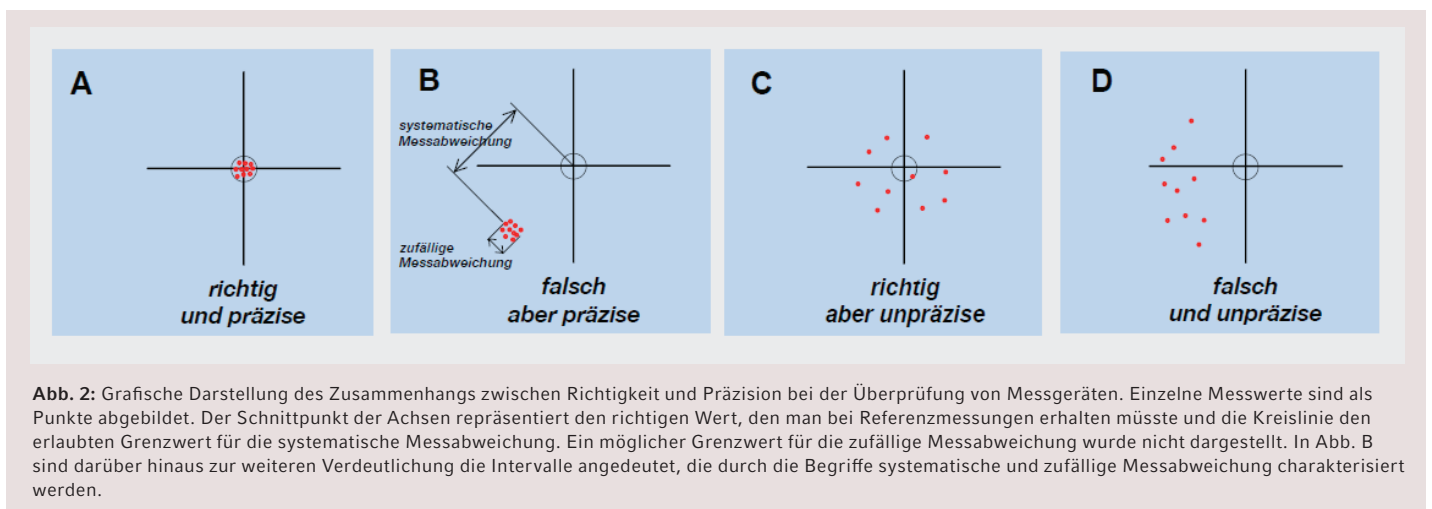 A
richtig
und präzise
B
systematische
Messabweichung
zufällige
Messabweichung
falsch
aber präzise
C
richtig
aber unpräzise
D
falsch
und unpräzise
Abb. 2: Grafische Darstellung des Zusammenhangs zwischen Richtigkeit und Präzision bei der Überprüfung von Messgeräten. Einzelne Messwerte sind als
Punkte abgebildet. Der Schnittpunkt der Achsen repräsentiert den richtigen Wert, den man bei Referenzmessungen erhalten müsste und die Kreislinie den
erlaubten Grenzwert für die systematische Messabweichung. Ein möglicher Grenzwert für die zufällige Messabweichung wurde nicht dargestellt. In Abb. B
sind darüber hinaus zur weiteren Verdeutlichung die Intervalle angedeutet, die durch die Begriffe systematische und zufällige Messabweichung charakterisiert
werden.